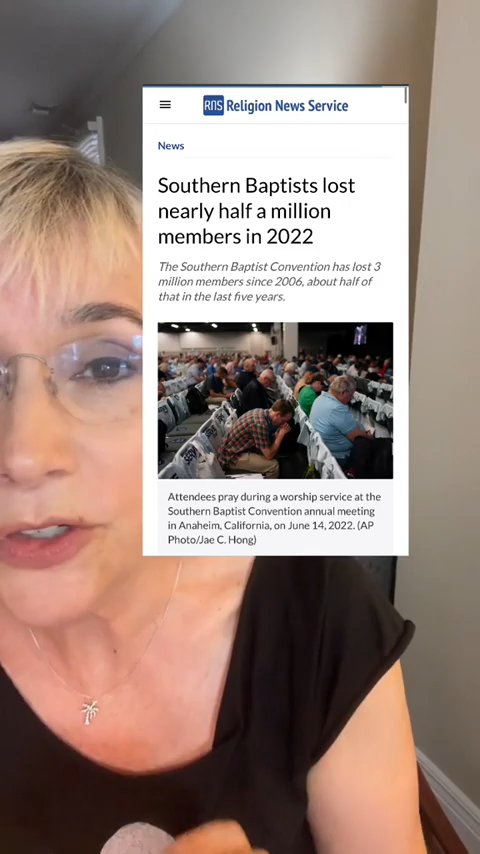 RNS Religion News Service
News
Southern Baptists lost
nearly half a million
members in 2022
The Southern Baptist Convention has lost 3
million members since 2006, about half of
that in the last five years.
Attendees pray during a worship service at the
Southern Baptist Convention annual meeting
in Anaheim, California, on June 14, 2022. (AP
Photo/Jae C. Hong)